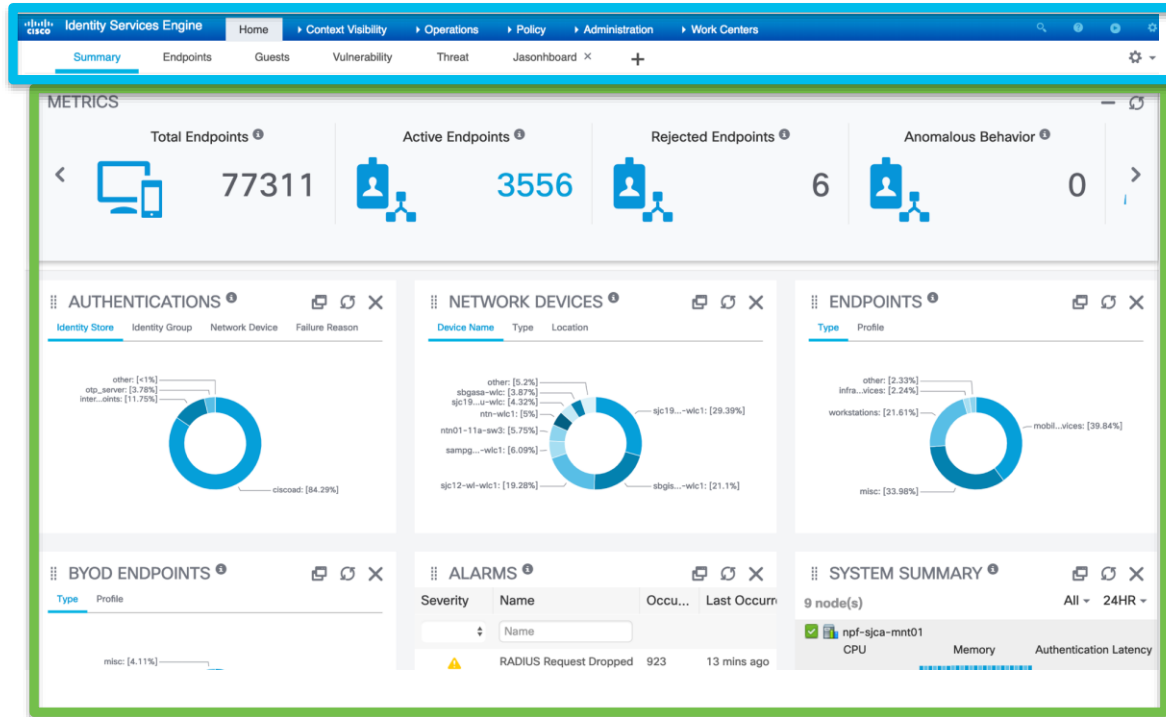 cisco Identity Services Engine Home Context Visibility Operations Policy Administration Work Centers
Summary Endpoints Guests Vulnerability Threat Jasonhboard × +
METRICS
Total Endpoints Active Endpoints Rejected Endpoints Anomalous Behavior
77311 3556 6 0
AUTHENTICATIONS
Identity Store Identity Group Network Device Failure Reason
other: [<1%]
otp_server: [3.78%]
inter...oints: [11.75%]
ciscoad: [84.29%]
NETWORK DEVICES
Device Name Type Location
other: [5.2%]
sbgasa-wlc: [3.87%]
sjc19...u-wlc: [4.32%]
ntn-wlc1: [5%]
ntn01-11a-sw3: [5.75%]
sampg...-wlc1: [6.09%]
sjc12-wl-wlc1: [19.28%]
sjc19...-wlc1: [29.39%]
sbgis...-wlc1: [21.1%]
ENDPOINTS
Type Profile
other: [2.33%]
infra...vices: [2.24%]
workstations: [21.61%]
mobil...vices: [39.84%]
misc: [33.98%]
BYOD ENDPOINTS
Type Profile
misc: [4.11%]
ALARMS
Severity Name Occu... Last Occurre
Name
RADIUS Request Dropped 923 13 mins ago
SYSTEM SUMMARY
9 node(s) All 24HR
npf-sjca-mnt01
CPU Memory Authentication Latency